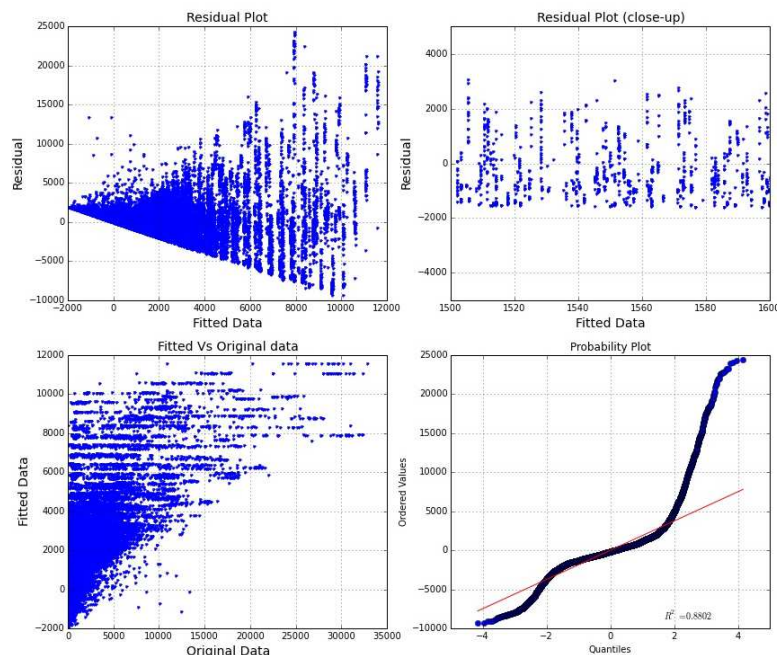 Residual Plot
Residual
25000
20000
15000
10000
5000
0
−5000
−10000
−2000 0 2000 4000 6000 8000 10000 12000
Fitted Data
Residual Plot (close-up)
Residual
4000
2000
0
−2000
−4000
1500 1520 1540 1560 1580 1600
Fitted Data
Fitted Vs Original data
Fitted Data
12000
10000
8000
6000
4000
2000
0
−2000
0 5000 10000 15000 20000 25000 30000 35000
Original Data
Probability Plot
Ordered Values
25000
20000
15000
10000
5000
0
−5000
−10000
R² =0.8802
−4 −2 0 2 4
Quantiles